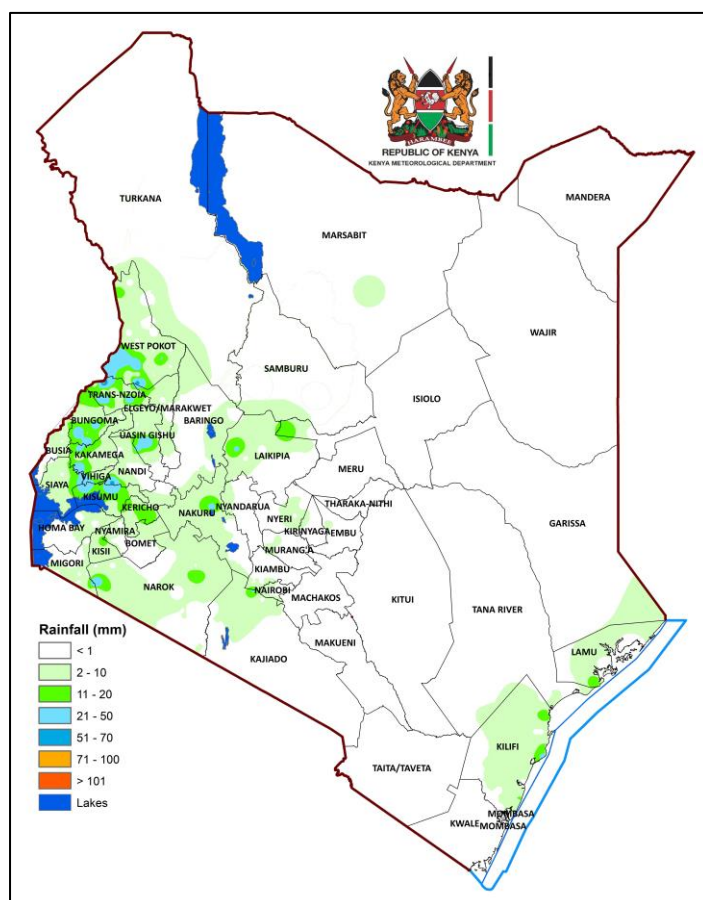 HARAMBEE
REPUBLIC OF KENYA
KENYA METEOROLOGICAL DEPARTMENT
MANDERA
TURKANA
MARSABIT
WAJIR
WEST POKOT
SAMBURU
ISIOLO
TRANS-NZOIA
ELGEYO/MARAKWET
BARINGO
BUNGOMA
UASIN GISHU
BUSIA
KAKAMEGA
LAIKIPIA
NANDI
MERU
VIHIGA
SIAYA
KISUMU
THARAKA-NITHI
KERICHO
NAKURU
NYANDARUA
GARISSA
NYERI
HOMA BAY
NYAMIRA
KIRINYAGA
EMBU
KISII
BOMET
MURANG'A
MIGORI
KIAMBU
NAROK
NAIROBI
MACHAKOS
KITUI
TANA RIVER
Rainfall (mm)
< 1
2 - 10
11 - 20
21 - 50
51 - 70
71 - 100
> 101
Lakes
MAKUENI
LAMU
KAJIADO
KILIFI
TAITA/TAVETA
KWALE
MOMBASA
MOMBASA